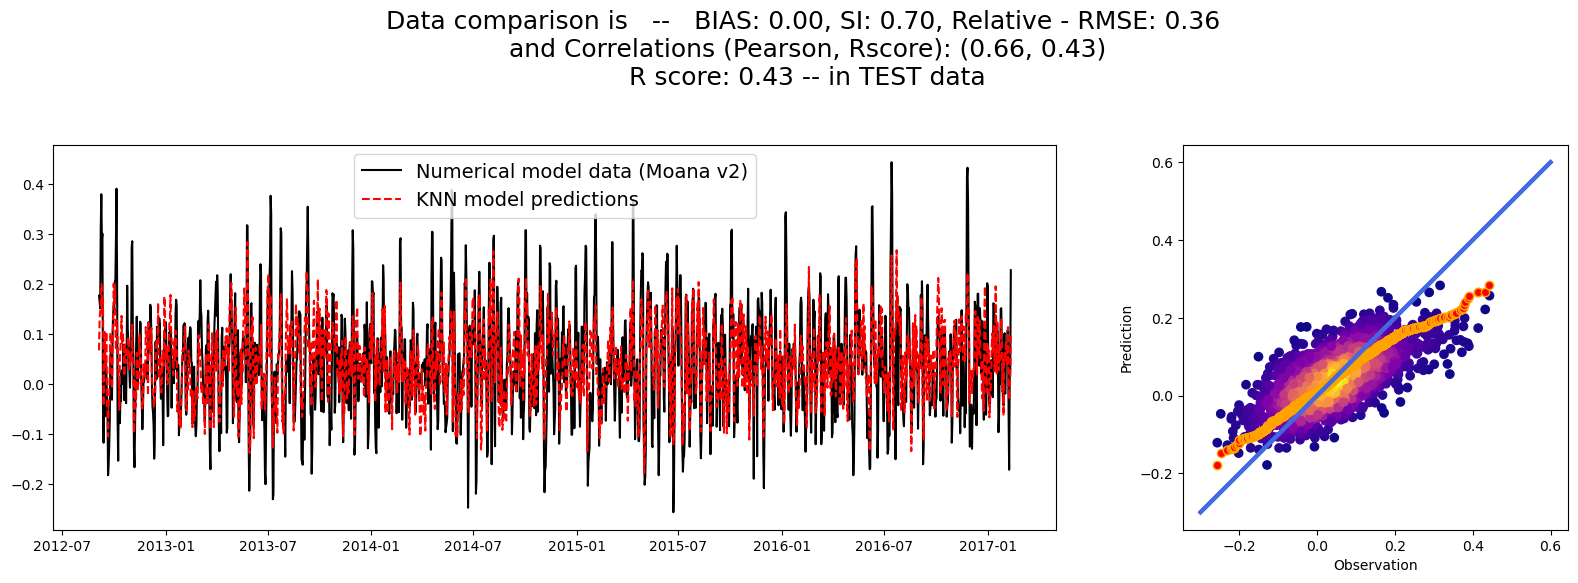 Data comparison is   --   BIAS: 0.00, SI: 0.70, Relative - RMSE: 0.36
and Correlations (Pearson, Rscore): (0.66, 0.43)
R score: 0.43 -- in TEST data
Numerical model data (Moana v2)
KNN model predictions
0.4
0.3
0.2
0.1
0.0
−0.1
−0.2
2012-07 2013-01 2013-07 2014-01 2014-07 2015-01 2015-07 2016-01 2016-07 2017-01
Prediction
0.6
0.4
0.2
0.0
−0.2
−0.2 0.0 0.2 0.4 0.6
Observation